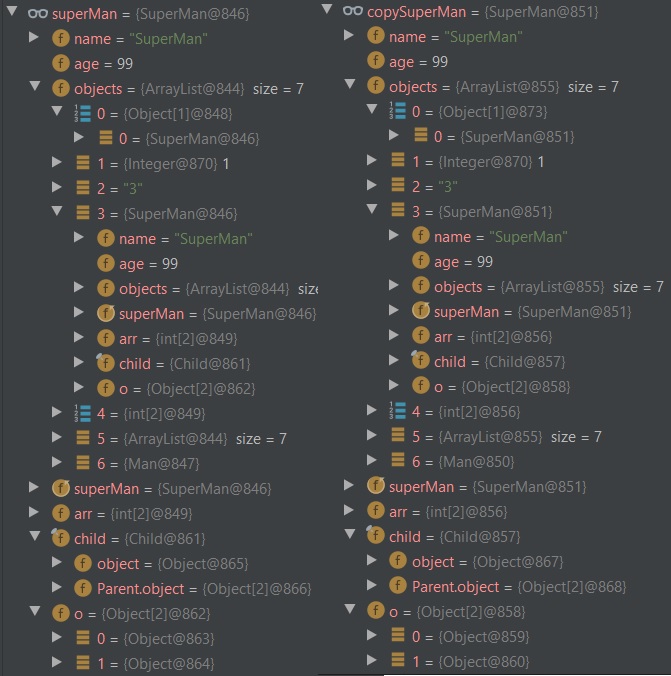 superMan = {SuperMan@846}
name = "SuperMan"
age = 99
objects = {ArrayList@844} size = 7
0 = {Object[1]@848}
0 = {SuperMan@846}
1 = {Integer@870} 1
2 = "3"
3 = {SuperMan@846}
name = "SuperMan"
age = 99
objects = {ArrayList@844} size
superMan = {SuperMan@846}
arr = {int[2]@849}
child = {Child@861}
o = {Object[2]@862}
4 = {int[2]@849}
5 = {ArrayList@844} size = 7
6 = {Man@847}
superMan = {SuperMan@846}
arr = {int[2]@849}
child = {Child@861}
object = {Object@865}
Parent.object = {Object[2]@866}
o = {Object[2]@862}
0 = {Object@863}
1 = {Object@864}
copySuperMan = {SuperMan@851}
name = "SuperMan"
age = 99
objects = {ArrayList@855} size = 7
0 = {Object[1]@873}
0 = {SuperMan@851}
1 = {Integer@870} 1
2 = "3"
3 = {SuperMan@851}
name = "SuperMan"
age = 99
objects = {ArrayList@855} size = 7
superMan = {SuperMan@851}
arr = {int[2]@856}
child = {Child@857}
o = {Object[2]@858}
4 = {int[2]@856}
5 = {ArrayList@855} size = 7
6 = {Man@850}
superMan = {SuperMan@851}
arr = {int[2]@856}
child = {Child@857}
object = {Object@867}
Parent.object = {Object[2]@868}
o = {Object[2]@858}
0 = {Object@859}
1 = {Object@860}